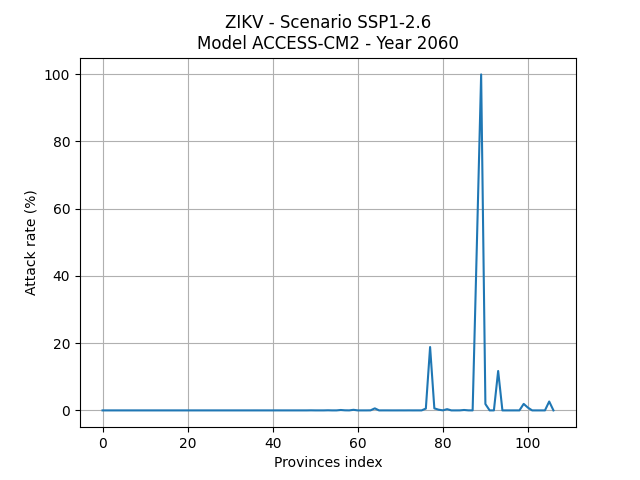 ZIKV - Scenario SSP1-2.6
Model ACCESS-CM2 - Year 2060
100
80
60
40
20
0
Attack rate (%)
0 20 40 60 80 100
Provinces index